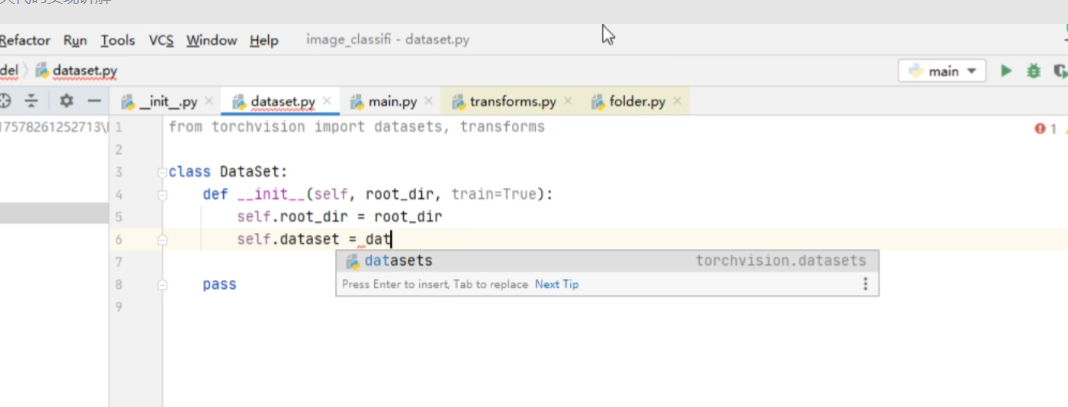 Refactor Run Tools VCS Window Help image_classifi - dataset.py
del dataset.py main
__init__.py dataset.py main.py transforms.py folder.py
17578261252713\
1 from torchvision import datasets, transforms 1
2
3 class DataSet:
4 def __init__(self, root_dir, train=True):
5 self.root_dir = root_dir
6 self.dataset = dat
datasets torchvision.datasets
7
Press Enter to insert, Tab to replace Next Tip
8 pass
9